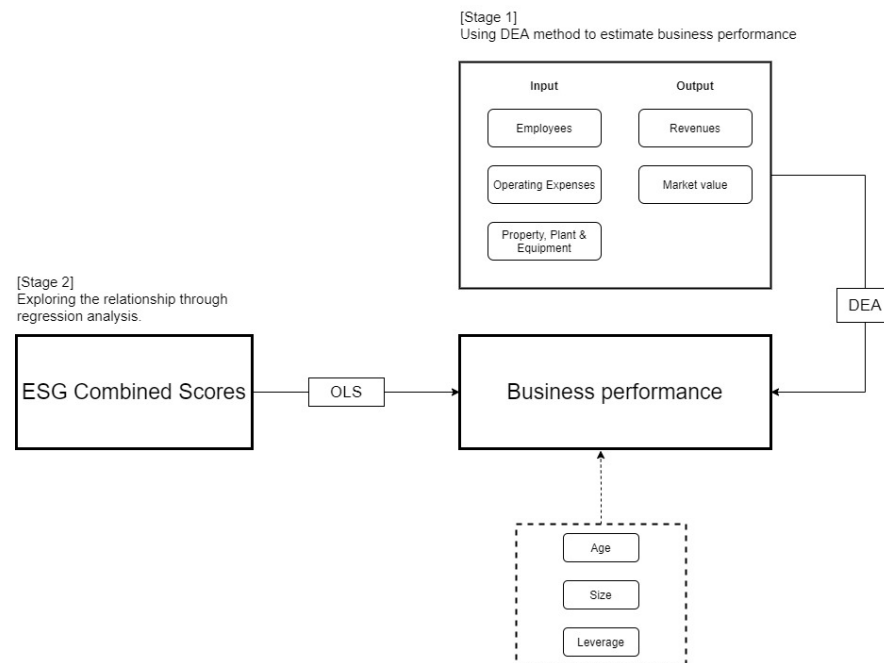 [Stage 1]
Using DEA method to estimate business performance
Input
Output
Employees
Revenues
Operating Expenses
Market value
Property, Plant &
Equipment
[Stage 2]
Exploring the relationship through
regression analysis.
DEA
ESG Combined Scores
OLS
Business performance
Age
Size
Leverage